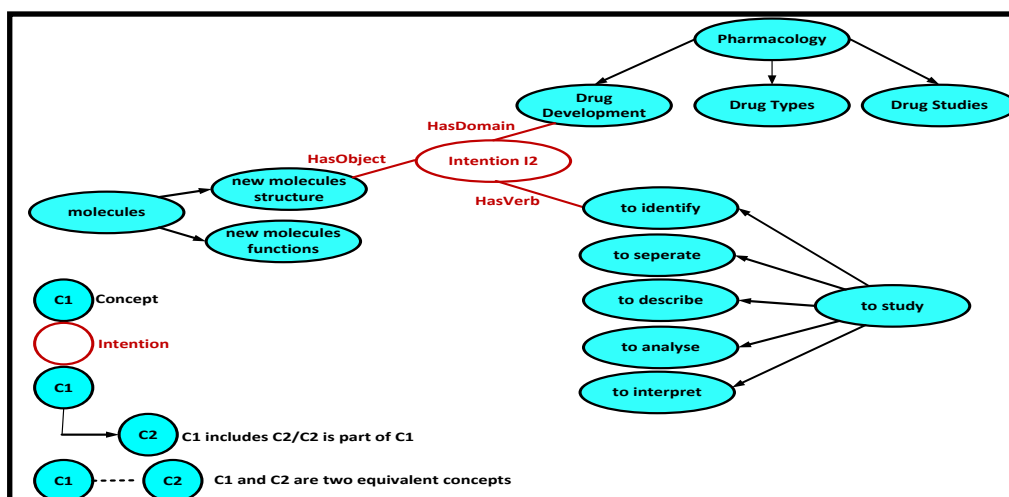 Pharmacology
Drug
Development
Drug Types
Drug Studies
HasDomain
HasObject
Intention I2
new molecules
structure
HasVerb
molecules
to identify
new molecules
functions
to seperate
to describe
to study
to analyse
to interpret
C1 Concept
Intention
C1
C2 C1 includes C2/C2 is part of C1
C1 C2 C1 and C2 are two equivalent concepts